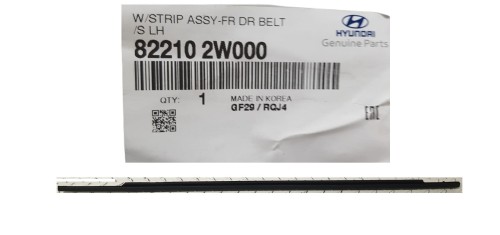 W/STRIP ASSY-FR DR BELT
/S LH
HYUNDAI
Genuine Parts
82210 2W000
QTY: 1
MADE IN KOREA
GF29 / RQJ4
EAC